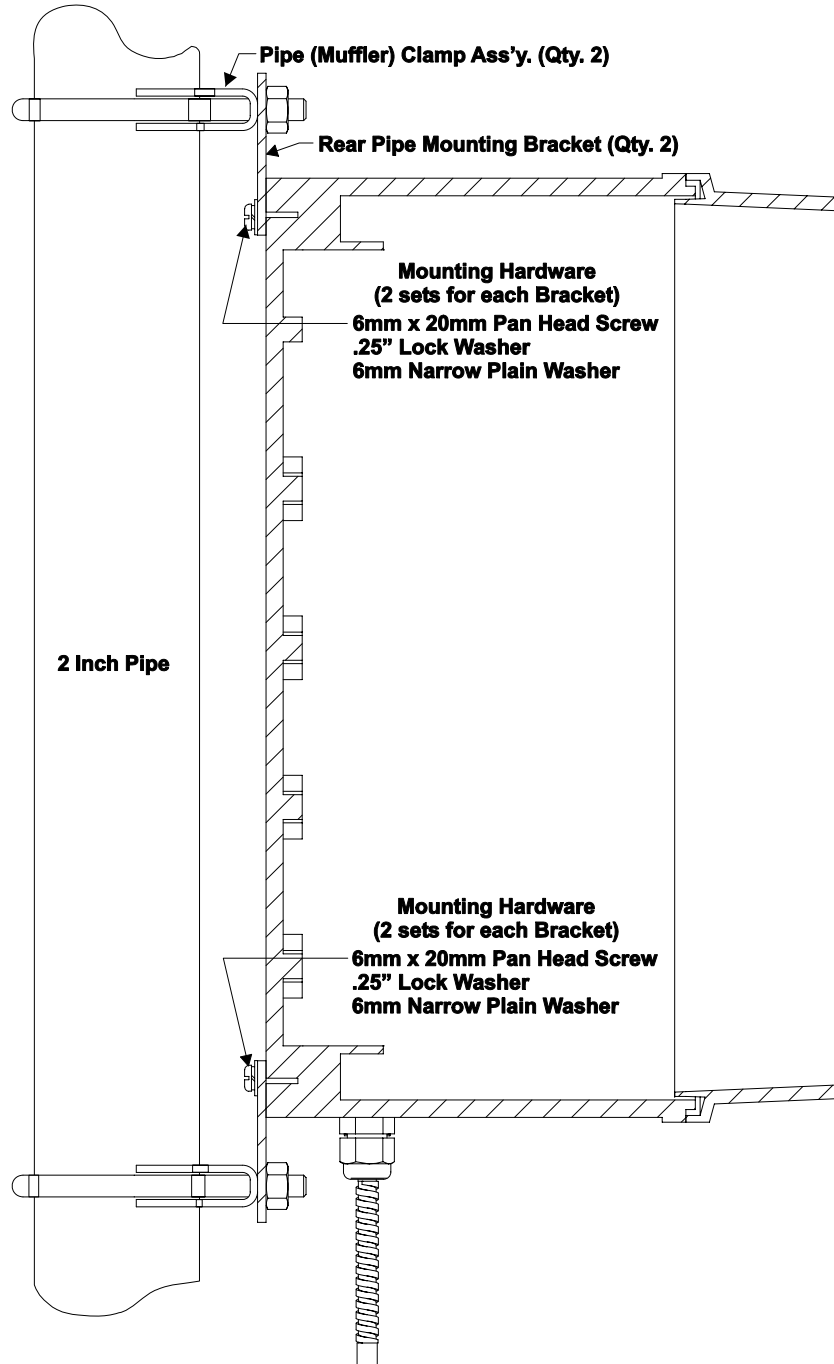 Pipe (Muffler) Clamp Ass'y. (Qty. 2)
Rear Pipe Mounting Bracket (Qty. 2)
Mounting Hardware
(2 sets for each Bracket)
6mm x 20mm Pan Head Screw
.25” Lock Washer
6mm Narrow Plain Washer
2 Inch Pipe
Mounting Hardware
(2 sets for each Bracket)
6mm x 20mm Pan Head Screw
.25” Lock Washer
6mm Narrow Plain Washer